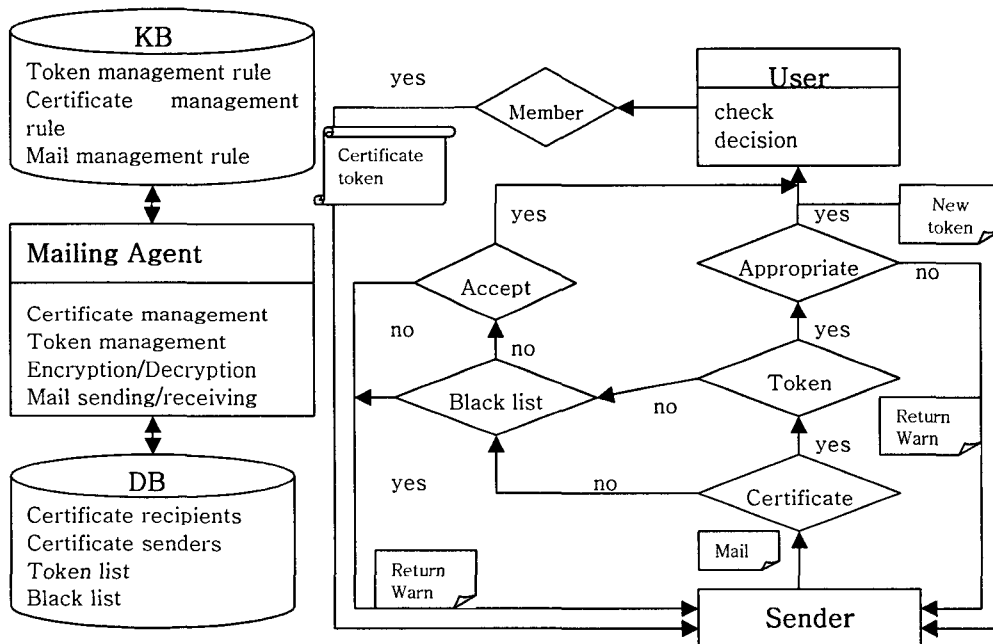 KB
Token management rule
Certificate management
rule
Mail management rule
Mailing Agent
Certificate management
Token management
Encryption/Decryption
Mail sending/receiving
DB
Certificate recipients
Certificate senders
Token list
Black list
yes
Member
User
check
decision
Certificate
token
yes
yes
New
token
Accept
Appropriate
no
no
no
yes
Black list
no
Token
Return
Warn
yes
no
yes
Certificate
Mail
Return
Warn
Sender